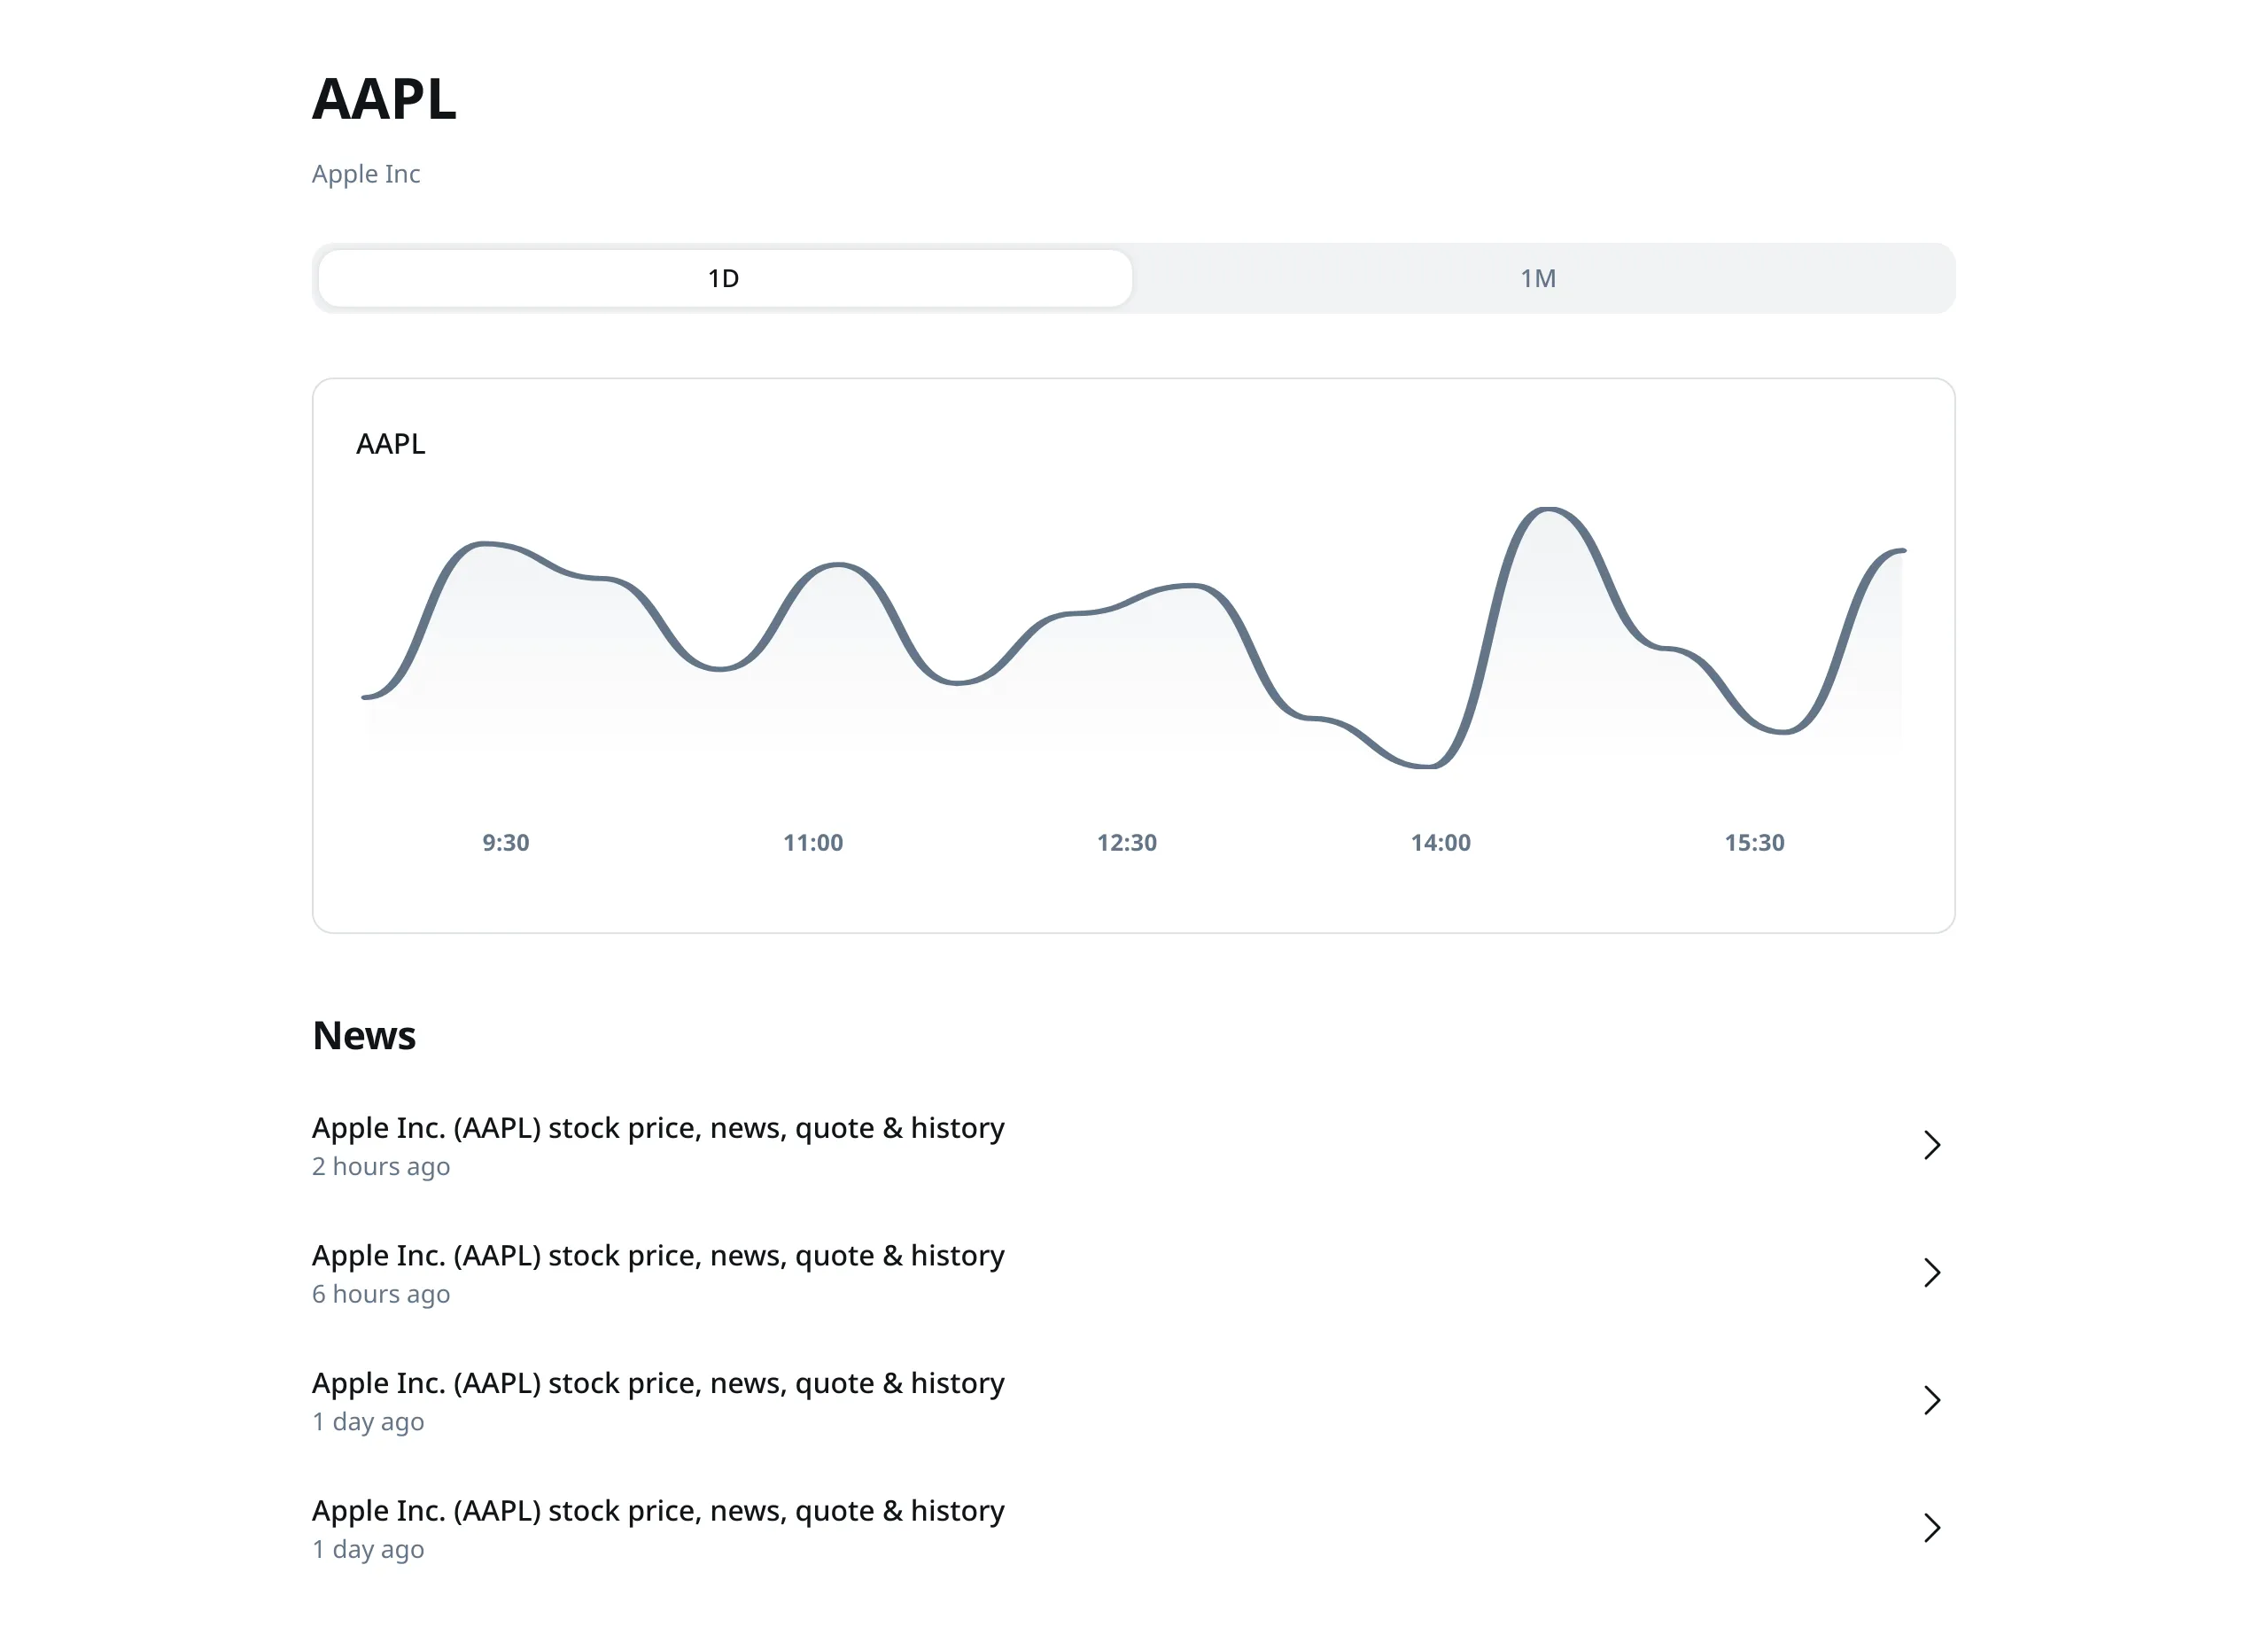 AAPL
Apple Inc
1D 1M
AAPL
9:30 11:00 12:30 14:00 15:30
News
Apple Inc. (AAPL) stock price, news, quote & history
2 hours ago
Apple Inc. (AAPL) stock price, news, quote & history
6 hours ago
Apple Inc. (AAPL) stock price, news, quote & history
1 day ago
Apple Inc. (AAPL) stock price, news, quote & history
1 day ago